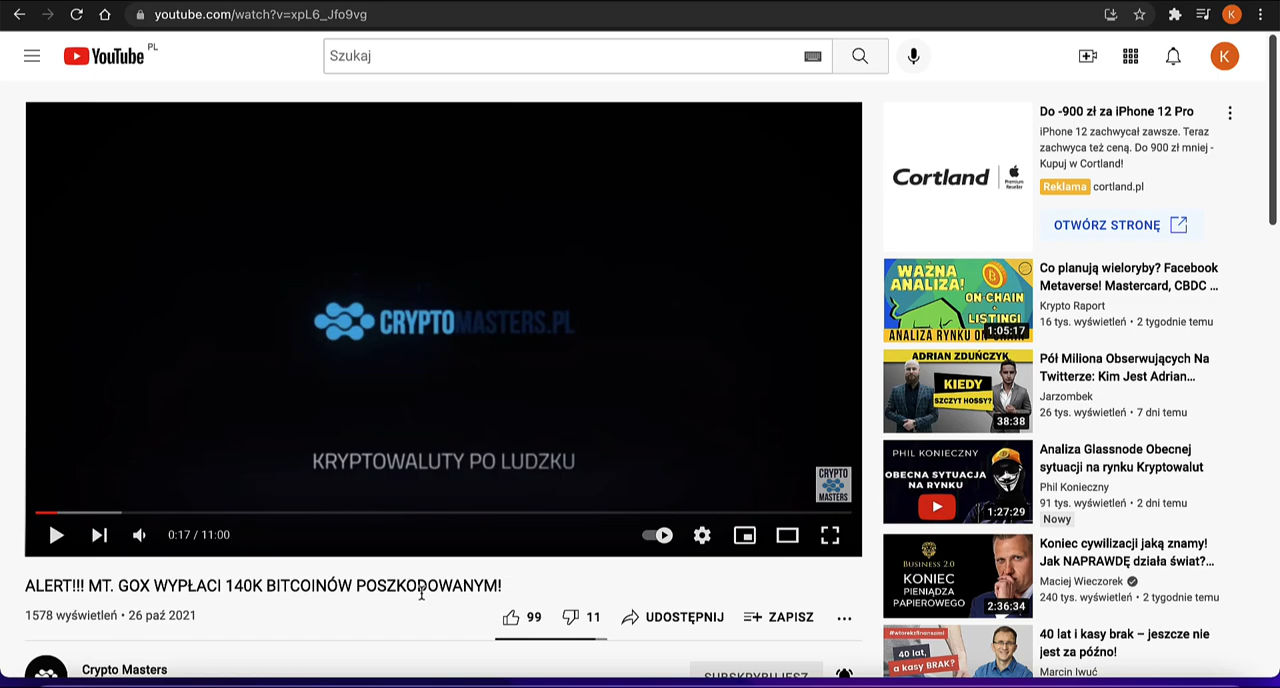 youtube.com/watch?v=xpL6_Jfo9vg
K
YouTube PL
Szukaj
K
CRYPTOMASTERS.PL
KRYPTOWALUTY PO LUDZKU
CRYPTO
MASTERS
0:17 / 11:00
ALERT!!! MT. GOX WYPŁACI 140K BITCOINÓW POSZKODOWANYM!
1578 wyświetleń • 26 paź 2021
99
11
UDOSTĘPNIJ
ZAPISZ
Crypto Masters
SUBSKRYBUJESZ
Cortland
Premium
Reseller
Do -900 zł za iPhone 12 Pro
iPhone 12 zachwycał zawsze. Teraz
zachwyca też ceną. Do 900 zł mniej -
Kupuj w Cortland!
Reklama cortland.pl
OTWÓRZ STRONĘ
WAŻNA
ANALIZA!
ON-CHAIN
+
LISTINGI
ANALIZA RYNKU ON-CHAIN
1:05:17
Co planują wieloryby? Facebook
Metaverse! Mastercard, CBDC ...
Krypto Raport
16 tys. wyświetleń • 2 tygodnie temu
ADRIAN ZDUŃCZYK
KIEDY
SZCZYT HOSSY?
38:38
Pół Miliona Obserwujących Na
Twitterze: Kim Jest Adrian...
Jarzombek
26 tys. wyświetleń • 7 dni temu
PHIL KONIECZNY
OBECNA SYTUACJA
NA RYNKU
1:27:29
Analiza Glassnode Obecnej
sytuacji na rynku Kryptowalut
Phil Konieczny
91 tys. wyświetleń • 2 dni temu
Nowy
BUSINESS 2.0
KONIEC
PIENIĄDZA
PAPIEROWEGO
2:36:34
Koniec cywilizacji jaką znamy!
Jak NAPRAWDĘ działa świat?...
Maciej Wieczorek
240 tys. wyświetleń • 2 tygodnie temu
#wtorekzfinansami
40 lat,
a kasy BRAK?
40 lat i kasy brak – jeszcze nie
jest za późno!
Marcin Iwuć